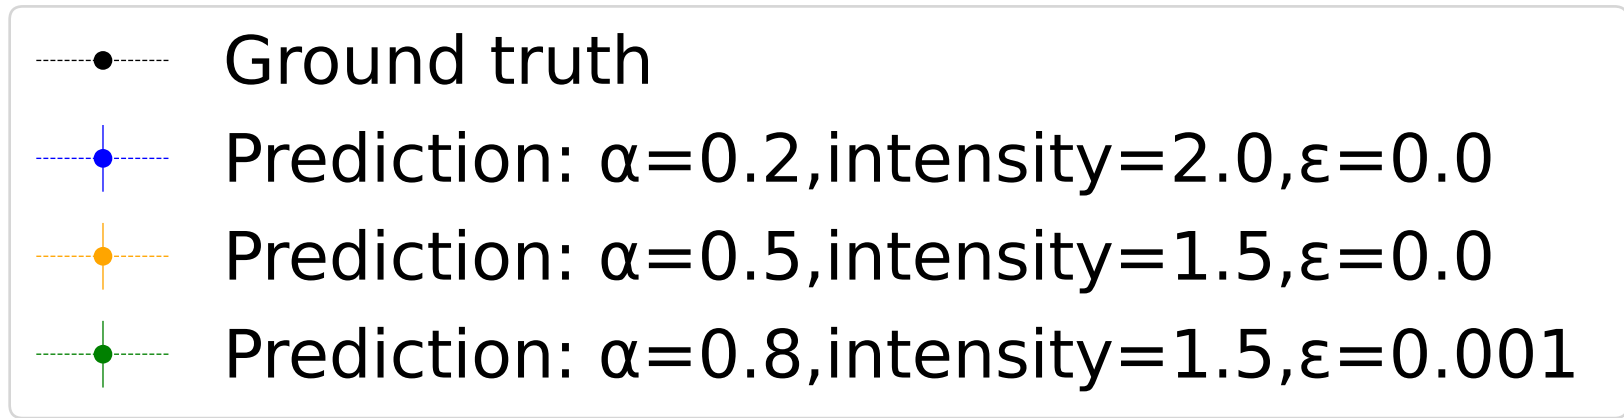 Ground truth
Prediction: α=0.2,intensity=2.0,ε=0.0
Prediction: α=0.5,intensity=1.5,ε=0.0
Prediction: α=0.8,intensity=1.5,ε=0.001